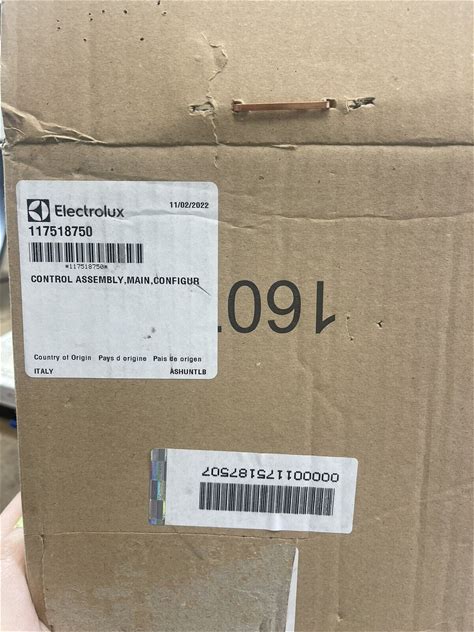 Electrolux
11/02/2022
117518750
*117518750*
CONTROL ASSEMBLY,MAIN,CONFIGUR
160
Country of Origin Pays d origine Pais de origen
ITALY ASHUNTLB
000001175187507